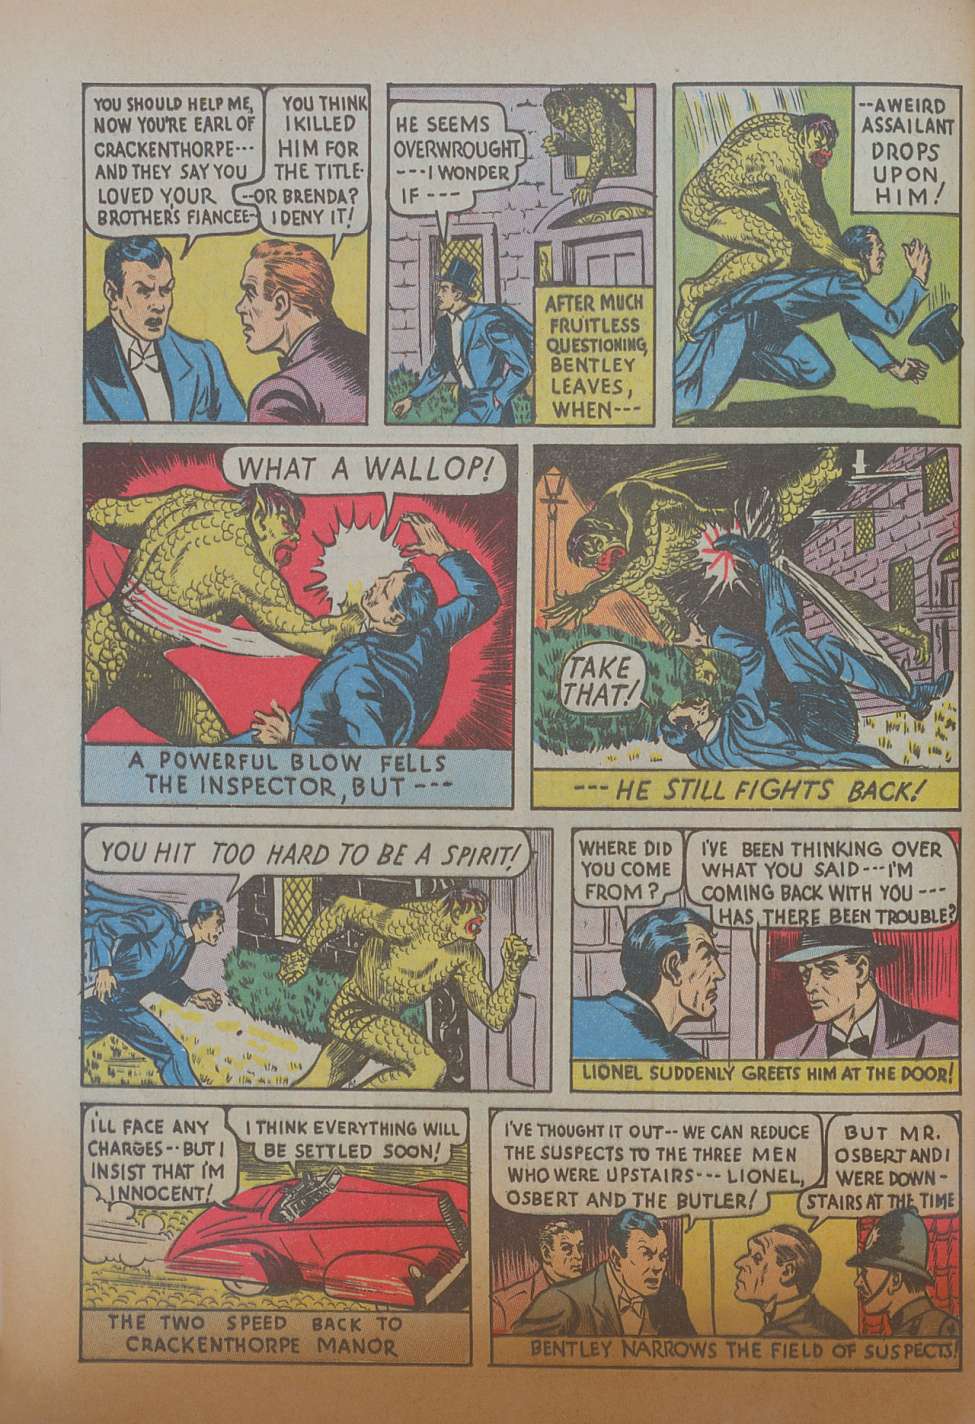 YOU SHOULD HELP ME,
NOW YOU'RE EARL OF
CRACKENTHORPE---
AND THEY SAY YOU
LOVED YOUR
BROTHER'S FIANCEE--
YOU THINK
I KILLED
HIM FOR
THE TITLE-
--OR BRENDA?
I DENY IT!
HE SEEMS
OVERWROUGHT
---I WONDER
IF ---
AFTER MUCH
FRUITLESS
QUESTIONING,
BENTLEY
LEAVES,
WHEN---
--A WEIRD
ASSAILANT
DROPS
UPON
HIM!
WHAT A WALLOP!
A POWERFUL BLOW FELLS
THE INSPECTOR, BUT ---
TAKE
THAT!
--- HE STILL FIGHTS BACK!
YOU HIT TOO HARD TO BE A SPIRIT!
WHERE DID
YOU COME
FROM?
I'VE BEEN THINKING OVER
WHAT YOU SAID---I'M
COMING BACK WITH YOU ---
HAS THERE BEEN TROUBLE?
LIONEL SUDDENLY GREETS HIM AT THE DOOR!
I'LL FACE ANY
CHARGES-- BUT I
INSIST THAT I'M
INNOCENT!
I THINK EVERYTHING WILL
BE SETTLED SOON!
THE TWO SPEED BACK TO
CRACKENTHORPE MANOR
I'VE THOUGHT IT OUT-- WE CAN REDUCE
THE SUSPECTS TO THE THREE MEN
WHO WERE UPSTAIRS--- LIONEL,
OSBERT AND THE BUTLER!
BUT MR.
OSBERT AND I
WERE DOWN-
STAIRS AT THE TIME
BENTLEY NARROWS THE FIELD OF SUSPECTS!